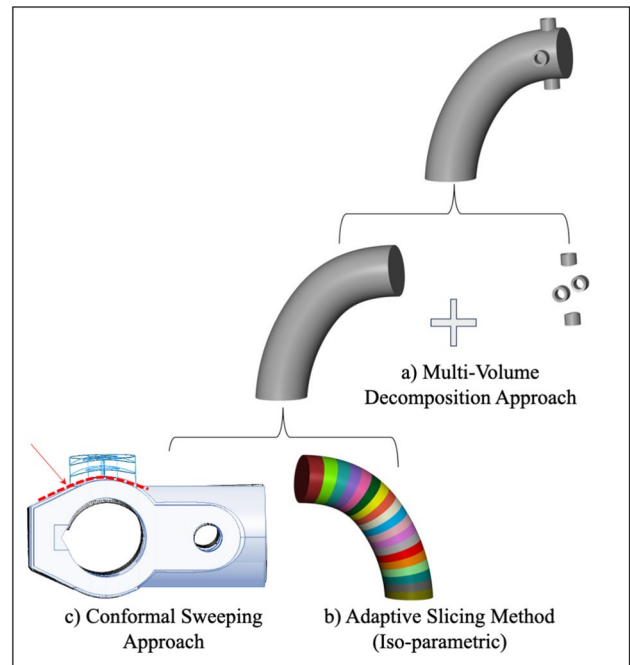 a) Multi-Volume
Decomposition Approach
c) Conformal Sweeping
Approach
b) Adaptive Slicing Method
(Iso-parametric)